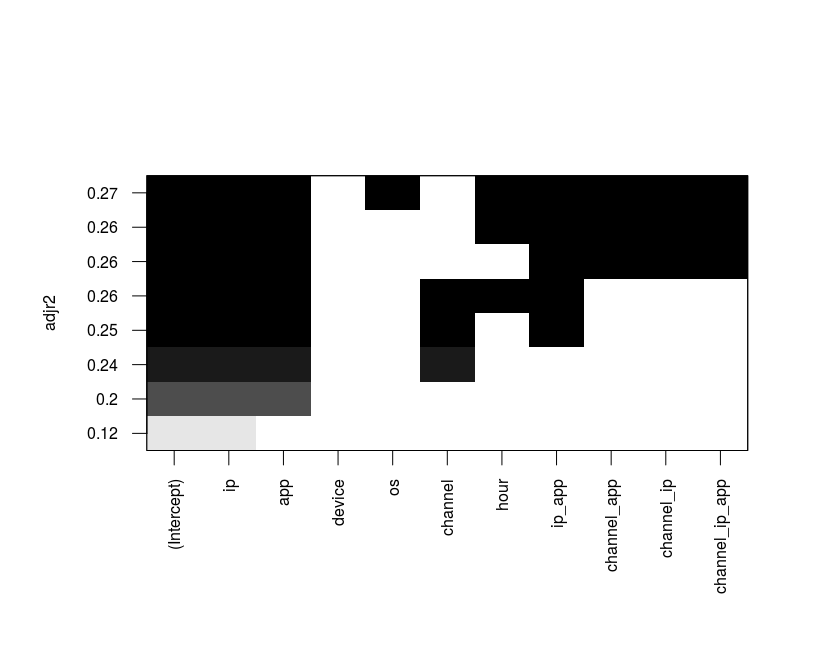 0.27
0.26
0.26
0.26
0.25
0.24
0.2
0.12
adjr2
(Intercept)
ip
app
device
os
channel
hour
ip_app
channel_app
channel_ip
channel_ip_app